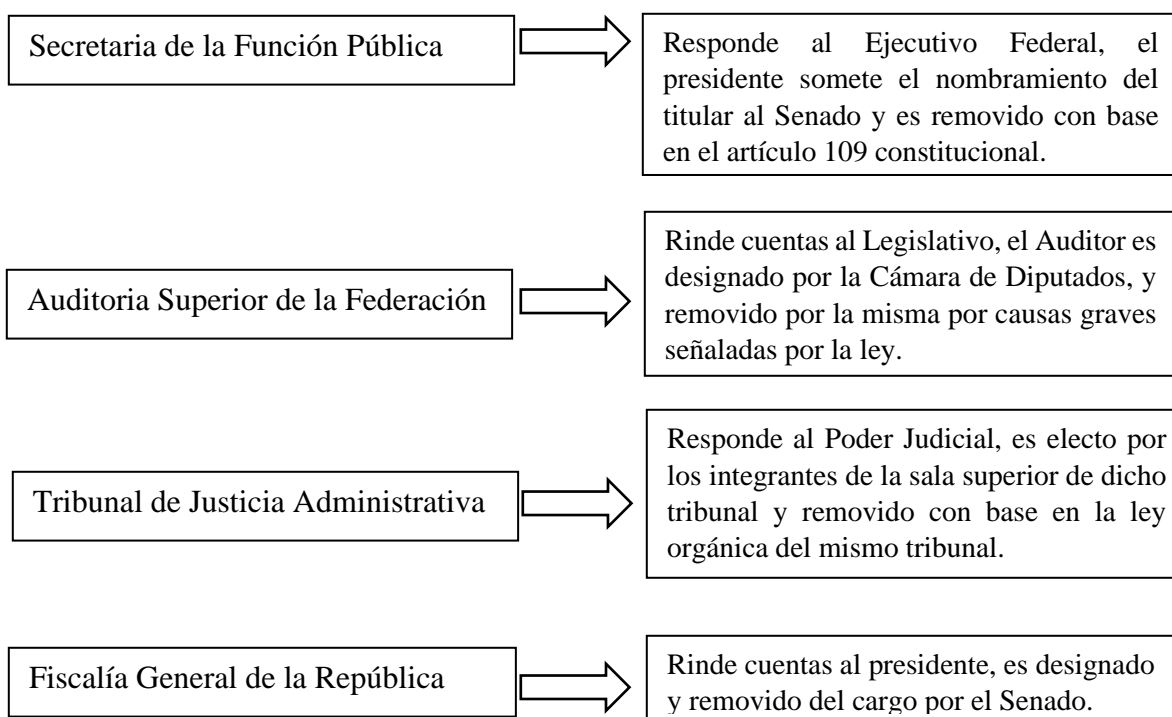 Secretaria de la Función Pública
Responde al Ejecutivo Federal, el
presidente somete el nombramiento del
titular al Senado y es removido con base
en el artículo 109 constitucional.
Auditoria Superior de la Federación
Rinde cuentas al Legislativo, el Auditor es
designado por la Cámara de Diputados, y
removido por la misma por causas graves
señaladas por la ley.
Tribunal de Justicia Administrativa
Responde al Poder Judicial, es electo por
los integrantes de la sala superior de dicho
tribunal y removido con base en la ley
orgánica del mismo tribunal.
Fiscalía General de la República
Rinde cuentas al presidente, es designado
y removido del cargo por el Senado.